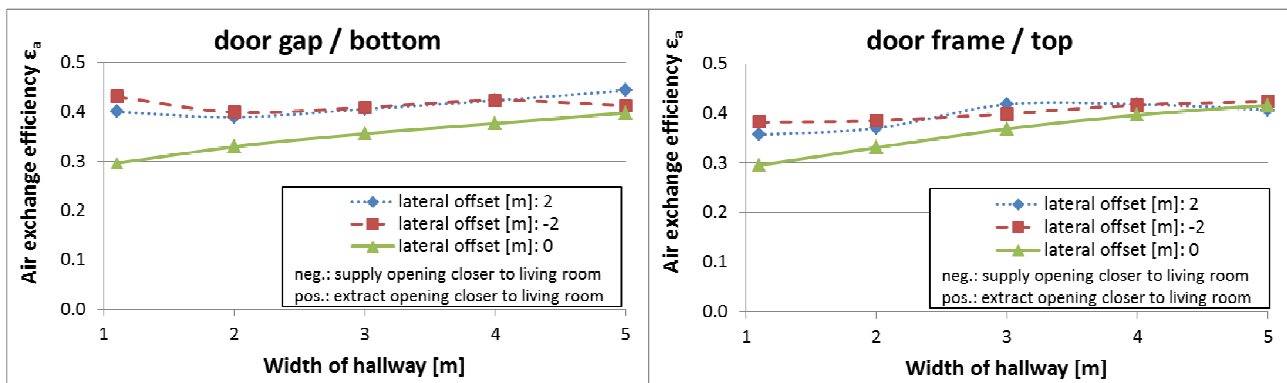 door gap / bottom
Air exchange efficiency εa
0.5
0.4
0.3
0.2
0.1
0.0
lateral offset [m]: 2
lateral offset [m]: -2
lateral offset [m]: 0
neg.: supply opening closer to living room
pos.: extract opening closer to living room
1 2 3 4 5
Width of hallway [m]
door frame / top
Air exchange efficiency εa
0.5
0.4
0.3
0.2
0.1
0.0
lateral offset [m]: 2
lateral offset [m]: -2
lateral offset [m]: 0
neg.: supply opening closer to living room
pos.: extract opening closer to living room
1 2 3 4 5
Width of hallway [m]